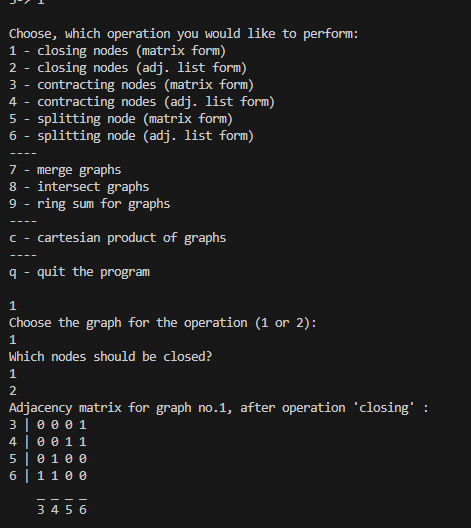 5-> 1
Choose, which operation you would like to perform:
1 - closing nodes (matrix form)
2 - closing nodes (adj. list form)
3 - contracting nodes (matrix form)
4 - contracting nodes (adj. list form)
5 - splitting node (matrix form)
6 - splitting node (adj. list form)
----
7 - merge graphs
8 - intersect graphs
9 - ring sum for graphs
----
c - cartesian product of graphs
----
q - quit the program
1
Choose the graph for the operation (1 or 2):
1
Which nodes should be closed?
1
2
Adjacency matrix for graph no.1, after operation 'closing' :
3 | 0 0 0 1
4 | 0 0 1 1
5 | 0 1 0 0
6 | 1 1 0 0
_ _ _ _
3 4 5 6